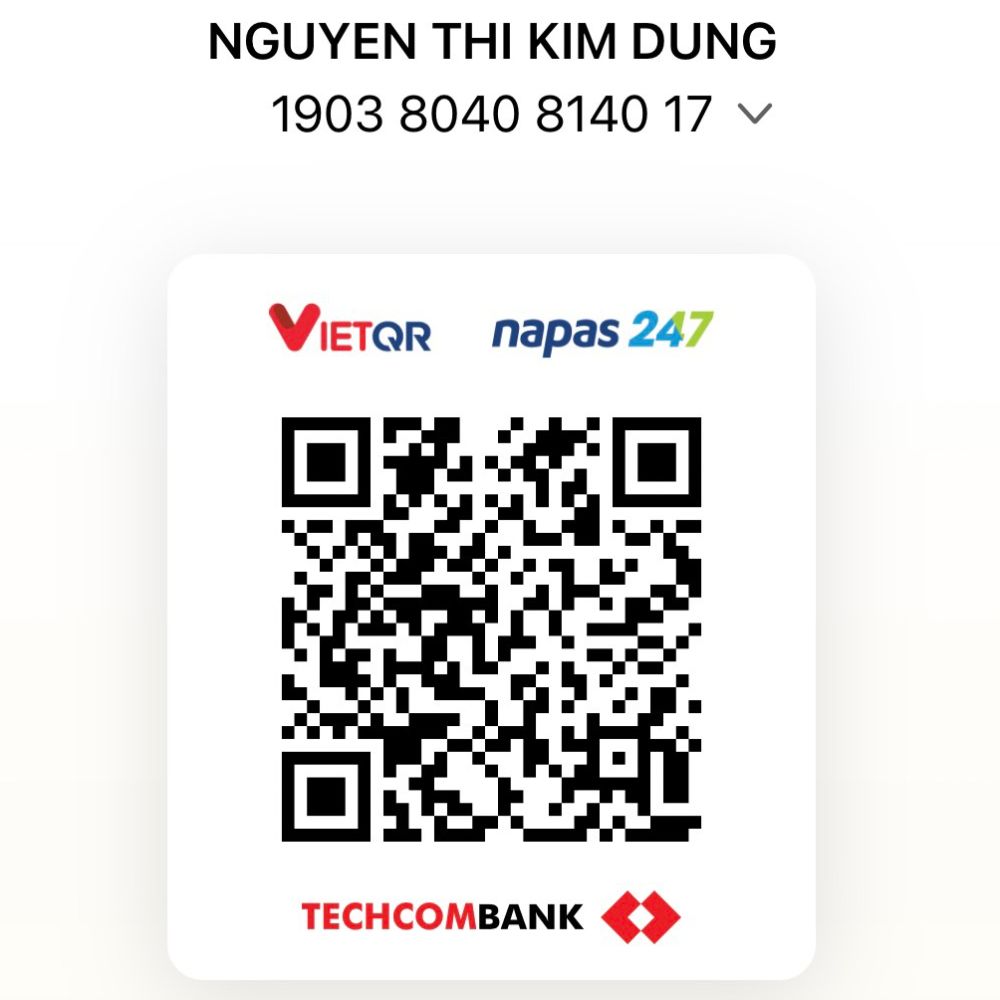 NGUYEN THI KIM DUNG
1903 8040 8140 17
VIETQR napas 247
TECHCOMBANK